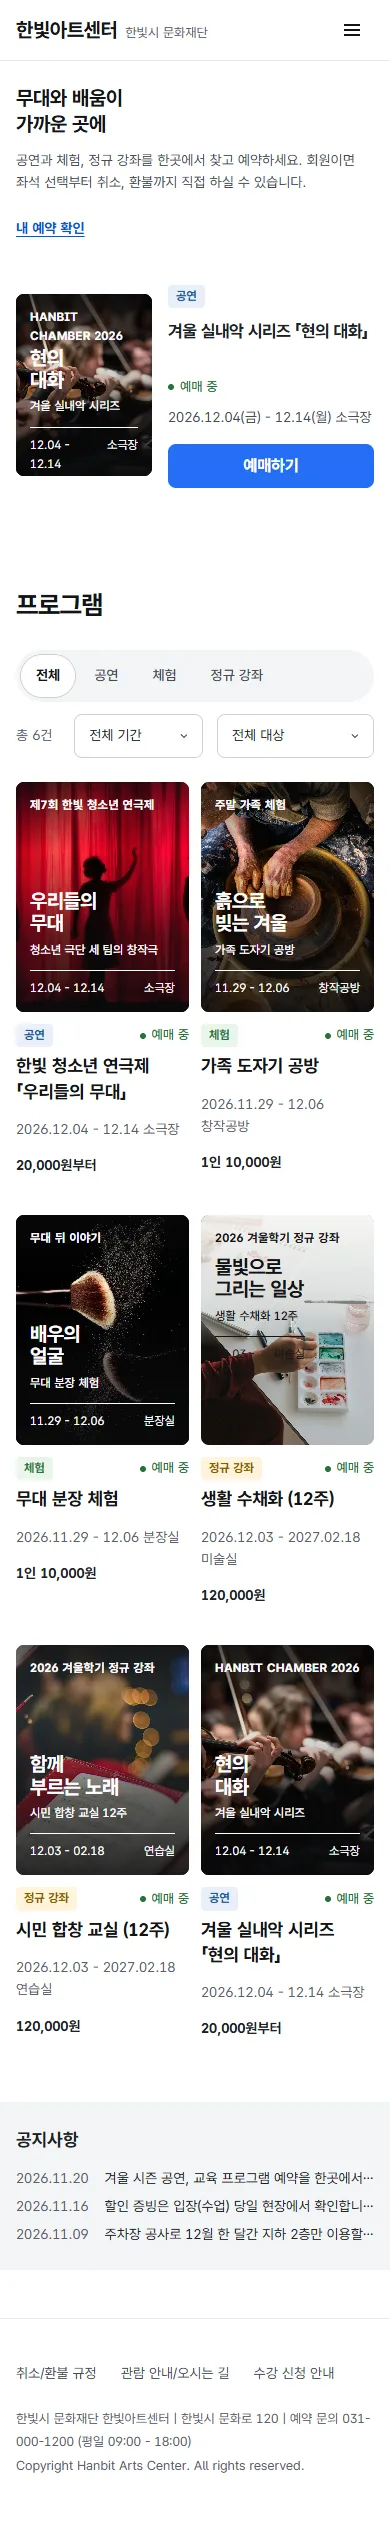 한빛아트센터 한빛시 문화재단
무대와 배움이
가까운 곳에
공연과 체험, 정규 강좌를 한곳에서 찾고 예약하세요. 회원이면
좌석 선택부터 취소, 환불까지 직접 하실 수 있습니다.
내 예약 확인
HANBIT
CHAMBER 2026
현의
대화
겨울 실내악 시리즈
12.04 -
12.14
소극장
공연
겨울 실내악 시리즈 「현의 대화」
예매 중
2026.12.04(금) - 12.14(월) 소극장
예매하기
프로그램
전체 공연 체험 정규 강좌
총 6건 전체 기간 전체 대상
제7회 한빛 청소년 연극제
우리들의
무대
청소년 극단 세 팀의 창작극
12.04 - 12.14 소극장
공연 예매 중
한빛 청소년 연극제
「우리들의 무대」
2026.12.04 - 12.14 소극장
20,000원부터
주말 가족 체험
흙으로
빚는 겨울
가족 도자기 공방
11.29 - 12.06 창작공방
체험 예매 중
가족 도자기 공방
2026.11.29 - 12.06
창작공방
1인 10,000원
무대 뒤 이야기
배우의
얼굴
무대 분장 체험
11.29 - 12.06 분장실
체험 예매 중
무대 분장 체험
2026.11.29 - 12.06 분장실
1인 10,000원
2026 겨울학기 정규 강좌
물빛으로
그리는 일상
생활 수채화 12주
정규 강좌 예매 중
생활 수채화 (12주)
2026.12.03 - 2027.02.18
미술실
120,000원
2026 겨울학기 정규 강좌
함께
부르는 노래
시민 합창 교실 12주
12.03 - 02.18 연습실
정규 강좌 예매 중
시민 합창 교실 (12주)
2026.12.03 - 2027.02.18
연습실
120,000원
HANBIT CHAMBER 2026
현의
대화
겨울 실내악 시리즈
12.04 - 12.14 소극장
공연 예매 중
겨울 실내악 시리즈
「현의 대화」
2026.12.04 - 12.14 소극장
20,000원부터
공지사항
2026.11.20 겨울 시즌 공연, 교육 프로그램 예약을 한곳에서…
2026.11.16 할인 증빙은 입장(수업) 당일 현장에서 확인합니…
2026.11.09 주차장 공사로 12월 한 달간 지하 2층만 이용할…
취소/환불 규정 관람 안내/오시는 길 수강 신청 안내
한빛시 문화재단 한빛아트센터 | 한빛시 문화로 120 | 예약 문의 031-
000-1200 (평일 09:00 - 18:00)
Copyright Hanbit Arts Center. All rights reserved.